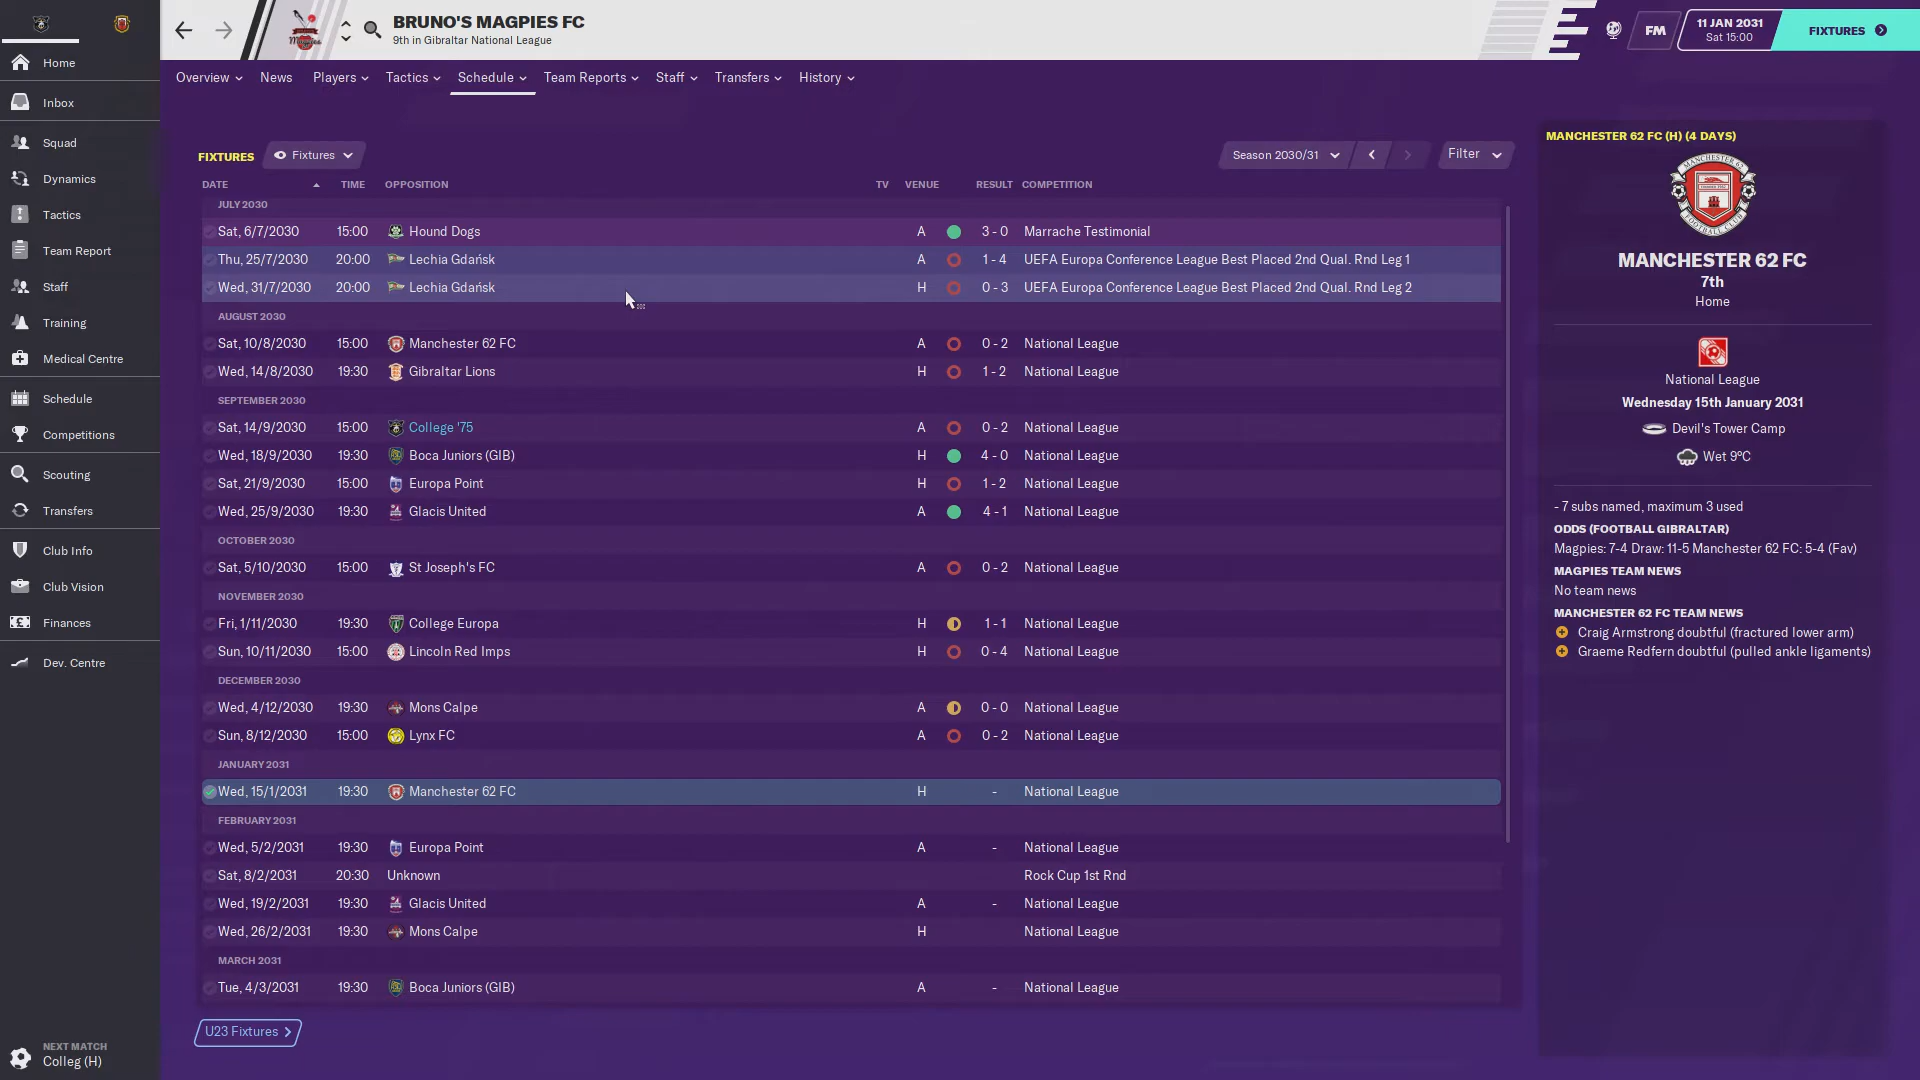 BRUNO'S MAGPIES FC
9th in Gibraltar National League
FM
11 JAN 2031
Sat 15:00
FIXTURES
Overview
News
Players
Tactics
Schedule
Team Reports
Staff
Transfers
History
Home
Inbox
Squad
Dynamics
Tactics
Team Report
Staff
Training
Medical Centre
Schedule
Competitions
Scouting
Transfers
Club Info
Club Vision
Finances
Dev. Centre
NEXT MATCH
Colleg (H)
FIXTURES Fixtures Season 2030/31 Filter
DATE TIME OPPOSITION TV VENUE RESULT COMPETITION
JULY 2030
Sat, 6/7/2030 15:00 Hound Dogs A 3 - 0 Marrache Testimonial
Thu, 25/7/2030 20:00 Lechia Gdańsk A 1 - 4 UEFA Europa Conference League Best Placed 2nd Qual. Rnd Leg 1
Wed, 31/7/2030 20:00 Lechia Gdańsk H 0 - 3 UEFA Europa Conference League Best Placed 2nd Qual. Rnd Leg 2
AUGUST 2030
Sat, 10/8/2030 15:00 Manchester 62 FC A 0 - 2 National League
Wed, 14/8/2030 19:30 Gibraltar Lions H 1 - 2 National League
SEPTEMBER 2030
Sat, 14/9/2030 15:00 College '75 A 0 - 2 National League
Wed, 18/9/2030 19:30 Boca Juniors (GIB) H 4 - 0 National League
Sat, 21/9/2030 15:00 Europa Point H 1 - 2 National League
Wed, 25/9/2030 19:30 Glacis United A 4 - 1 National League
OCTOBER 2030
Sat, 5/10/2030 15:00 St Joseph's FC A 0 - 2 National League
NOVEMBER 2030
Fri, 1/11/2030 19:30 College Europa H 1 - 1 National League
Sun, 10/11/2030 15:00 Lincoln Red Imps H 0 - 4 National League
DECEMBER 2030
Wed, 4/12/2030 19:30 Mons Calpe A 0 - 0 National League
Sun, 8/12/2030 15:00 Lynx FC A 0 - 2 National League
JANUARY 2031
Wed, 15/1/2031 19:30 Manchester 62 FC H - National League
FEBRUARY 2031
Wed, 5/2/2031 19:30 Europa Point A - National League
Sat, 8/2/2031 20:30 Unknown Rock Cup 1st Rnd
Wed, 19/2/2031 19:30 Glacis United A - National League
Wed, 26/2/2031 19:30 Mons Calpe H National League
MARCH 2031
Tue, 4/3/2031 19:30 Boca Juniors (GIB) A - National League
U23 Fixtures
MANCHESTER 62 FC (H) (4 DAYS)
MANCHESTER 62
FOOTBALL CLUB
MANCHESTER 62 FC
7th
Home
National League
Wednesday 15th January 2031
Devil's Tower Camp
Wet 9°C
- 7 subs named, maximum 3 used
ODDS (FOOTBALL GIBRALTAR)
Magpies: 7-4 Draw: 11-5 Manchester 62 FC: 5-4 (Fav)
MAGPIES TEAM NEWS
No team news
MANCHESTER 62 FC TEAM NEWS
Craig Armstrong doubtful (fractured lower arm)
Graeme Redfern doubtful (pulled ankle ligaments)